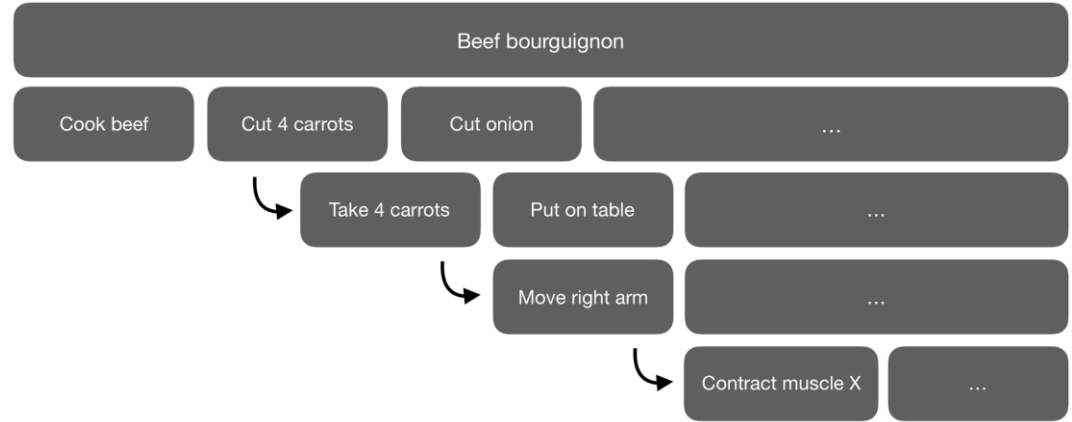 Beef bourguignon
Cook beef
Cut 4 carrots
Cut onion
...
Take 4 carrots
Put on table
...
Move right arm
...
Contract muscle X
...